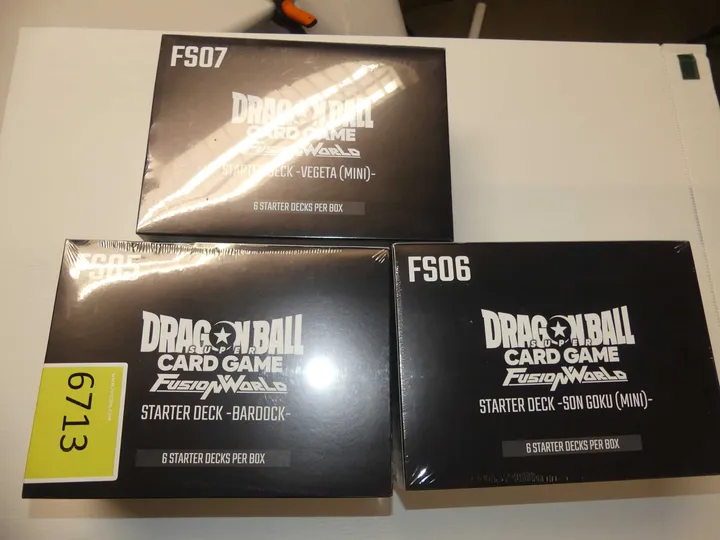 FS07
DRAGON BALL
CARD GAME
FUSION WORLD
STARTER DECK -VEGETA (MINI)-
6 STARTER DECKS PER BOX
FS05
DRAGON BALL
SUPER
CARD GAME
FUSION WORLD
STARTER DECK -BARDOCK-
6 STARTER DECKS PER BOX
6713
FS06
DRAGON BALL
SUPER
CARD GAME
FUSION WORLD
STARTER DECK -SON GOKU (MINI)-
6 STARTER DECKS PER BOX